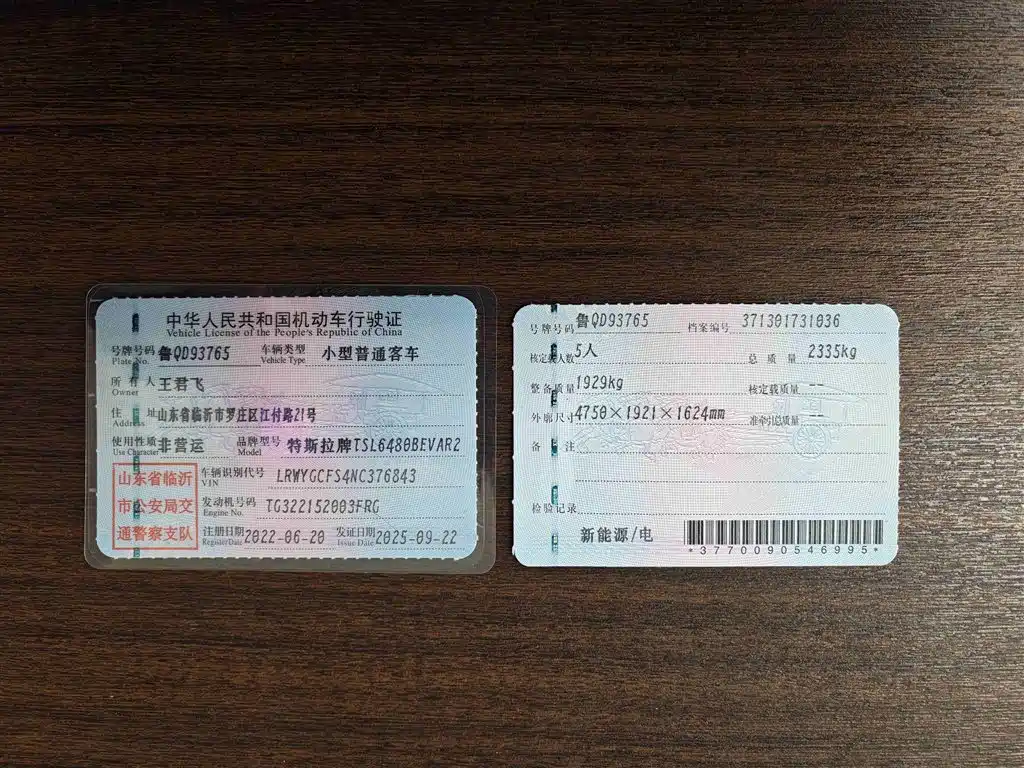 中华人民共和国机动车行驶证
Vehicle License of the People's Republic of China
号牌号码 鲁QD93765 车辆类型 小型普通客车
Plate No. Vehicle Type
所有人 王君飞
Owner
住址 山东省临沂市罗庄区江付路21号
Address
使用性质 非营运 品牌型号 特斯拉牌TSL6480BEVAR2
Use Character Model
山东省临沂
市公安局交
通警察支队
车辆识别代号 LRWYGCFS4NC376843
VIN
发动机号码 TG322152003FRG
Engine No.
注册日期 2022-06-20 发证日期 2025-09-22
Register Date Issue Date
号牌号码 鲁QD93765 档案编号 371301731036
核定载人数 5人 总质量 2335kg
整备质量 1929kg 核定载质量 --
外廓尺寸 4750×1921×1624mm 准牵引总质量 --
备注
检验记录
新能源/电
*3770090546995*